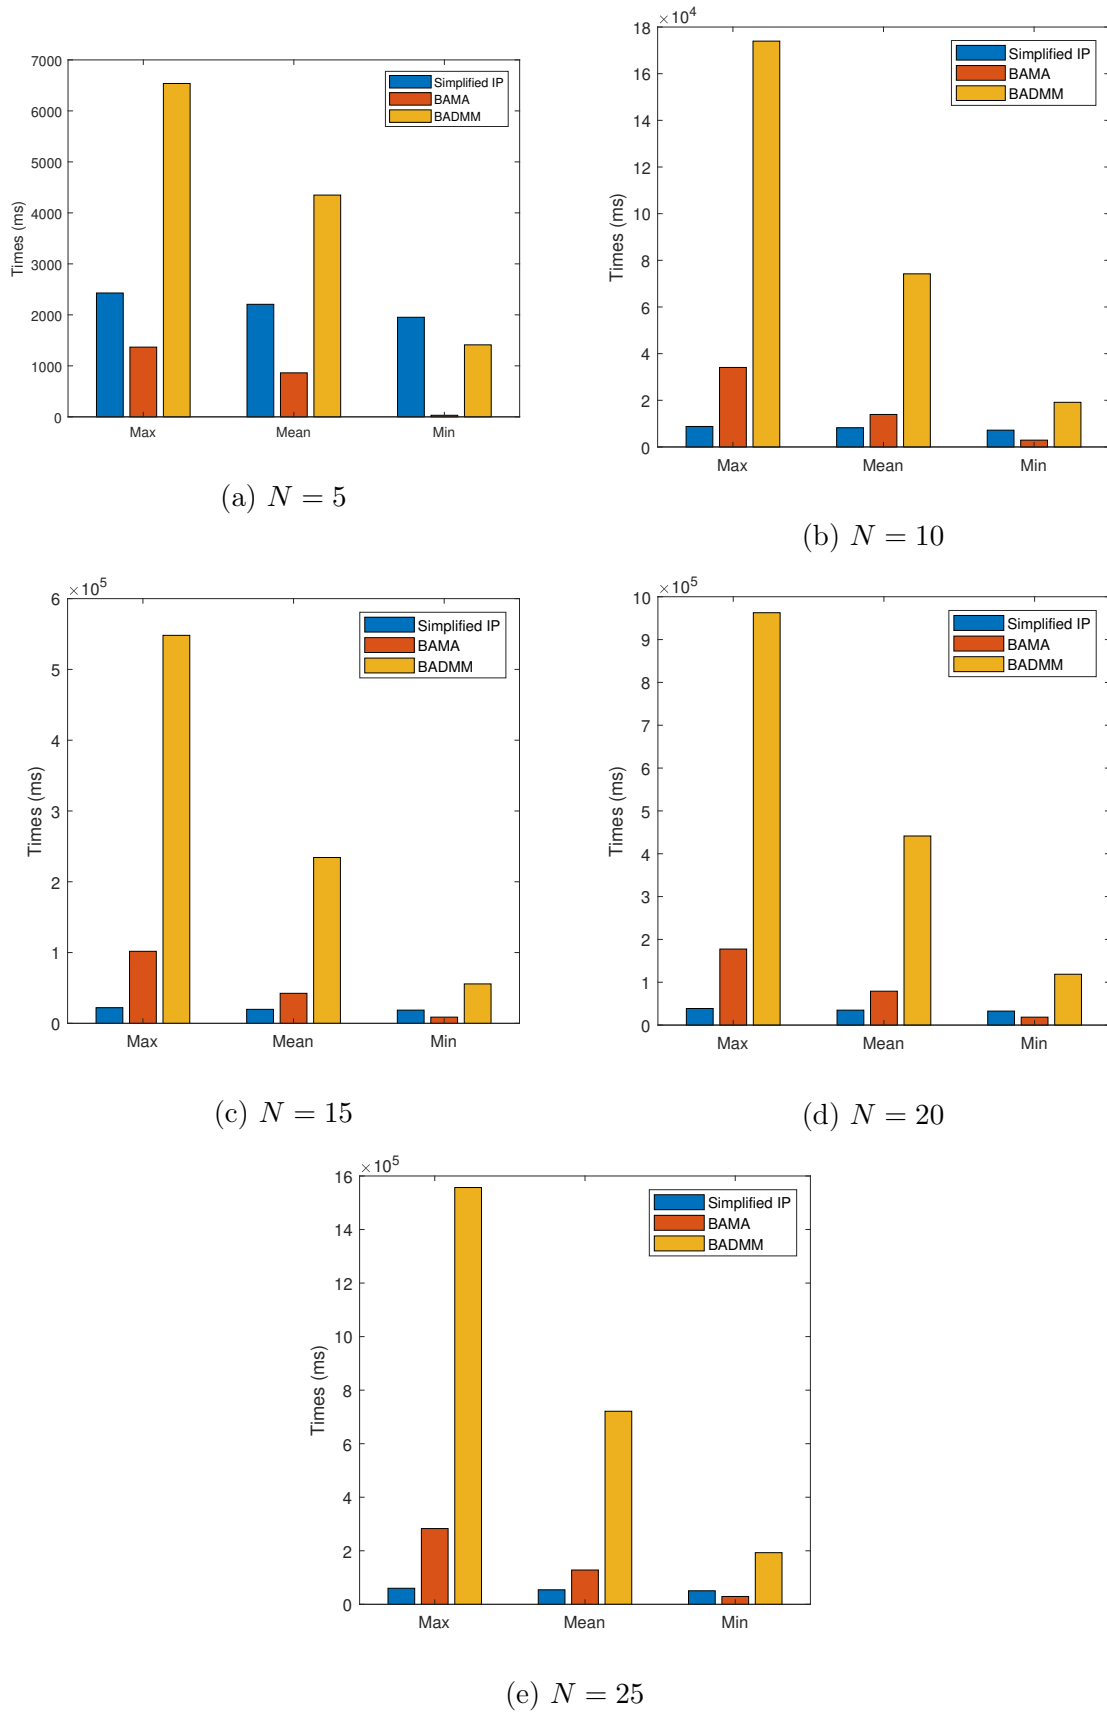 7000
6000
5000
4000
3000
2000
1000
0
Times (ms)
Max Mean Min
Simplified IP
BAMA
BADMM
(a) N = 5
×10^4
18
16
14
12
10
8
6
4
2
0
Times (ms)
Max Mean Min
Simplified IP
BAMA
BADMM
(b) N = 10
×10^5
6
5
4
3
2
1
0
Times (ms)
Max Mean Min
Simplified IP
BAMA
BADMM
(c) N = 15
×10^5
10
9
8
7
6
5
4
3
2
1
0
Times (ms)
Max Mean Min
Simplified IP
BAMA
BADMM
(d) N = 20
×10^5
16
14
12
10
8
6
4
2
0
Times (ms)
Max Mean Min
Simplified IP
BAMA
BADMM
(e) N = 25